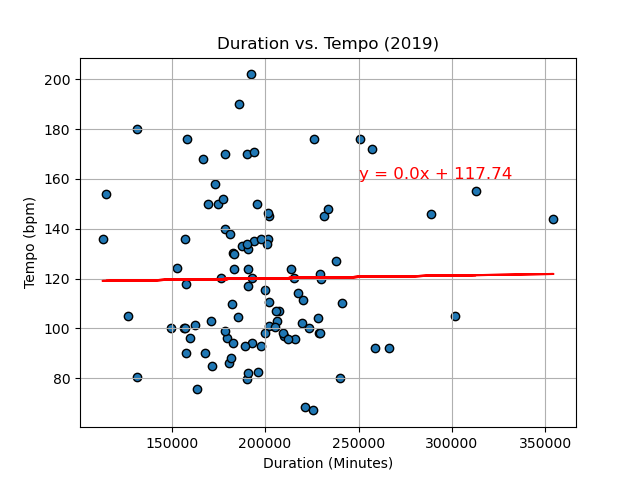 Duration vs. Tempo (2019)
200
180
160
140
120
100
80
y = 0.0x + 117.74
Tempo (bpm)
150000 200000 250000 300000 350000
Duration (Minutes)